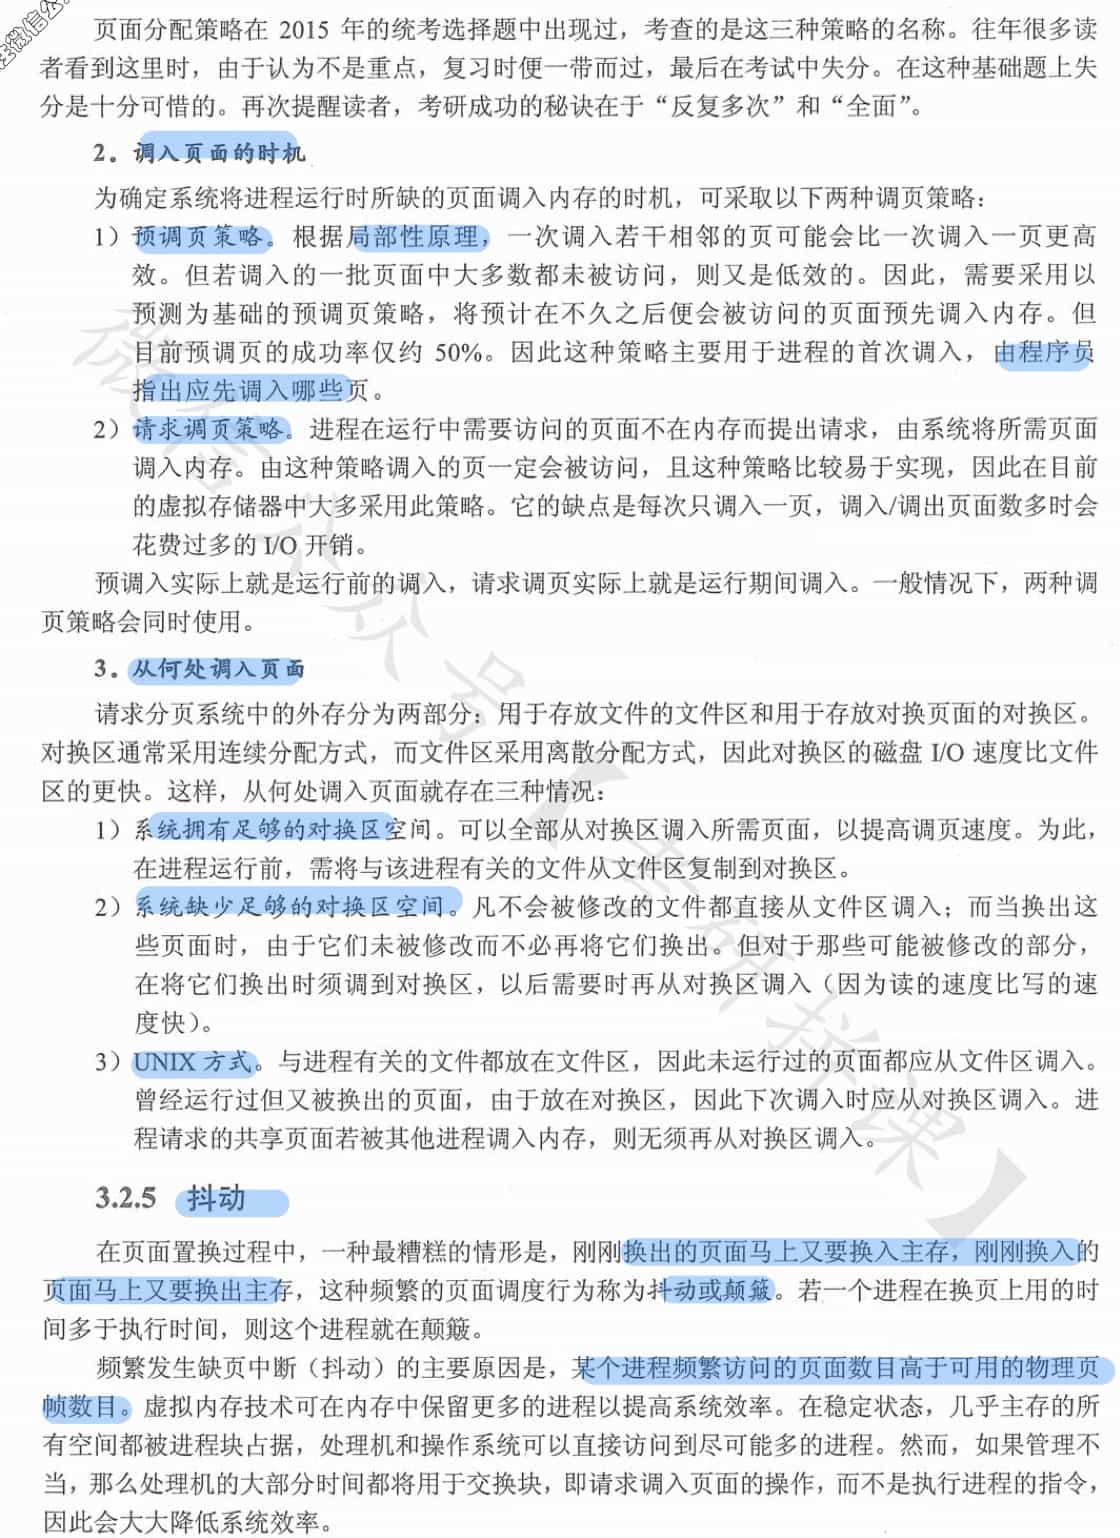 页面分配策略在 2015 年的统考选择题中出现过，考查的是这三种策略的名称。往年很多读
者看到这里时，由于认为不是重点，复习时便一带而过，最后在考试中失分。在这种基础题上失
分是十分可惜的。再次提醒读者，考研成功的秘诀在于“反复多次”和“全面”。
2．调入页面的时机
为确定系统将进程运行时所缺的页面调入内存的时机，可采取以下两种调页策略：
1）预调页策略。根据局部性原理，一次调入若干相邻的页可能会比一次调入一页更高
效。但若调入的一批页面中大多数都未被访问，则又是低效的。因此，需要采用以
预测为基础的预调页策略，将预计在不久之后便会被访问的页面预先调入内存。但
目前预调页的成功率仅约 50%。因此这种策略主要用于进程的首次调入，由程序员
指出应先调入哪些页。
2）请求调页策略。进程在运行中需要访问的页面不在内存而提出请求，由系统将所需页面
调入内存。由这种策略调入的页一定会被访问，且这种策略比较易于实现，因此在目前
的虚拟存储器中大多采用此策略。它的缺点是每次只调入一页，调入/调出页面数多时会
花费过多的 I/O 开销。
预调入实际上就是运行前的调入，请求调页实际上就是运行期间调入。一般情况下，两种调
页策略会同时使用。
3．从何处调入页面
请求分页系统中的外存分为两部分：用于存放文件的文件区和用于存放对换页面的对换区。
对换区通常采用连续分配方式，而文件区采用离散分配方式，因此对换区的磁盘 I/O 速度比文件
区的更快。这样，从何处调入页面就存在三种情况：
1）系统拥有足够的对换区空间。可以全部从对换区调入所需页面，以提高调页速度。为此，
在进程运行前，需将与该进程有关的文件从文件区复制到对换区。
2）系统缺少足够的对换区空间。凡不会被修改的文件都直接从文件区调入；而当换出这
些页面时，由于它们未被修改而不必再将它们换出。但对于那些可能被修改的部分，
在将它们换出时须调到对换区，以后需要时再从对换区调入（因为读的速度比写的速
度快）。
3）UNIX 方式。与进程有关的文件都放在文件区，因此未运行过的页面都应从文件区调入。
曾经运行过但又被换出的页面，由于放在对换区，因此下次调入时应从对换区调入。进
程请求的共享页面若被其他进程调入内存，则无须再从对换区调入。
3.2.5 抖动
在页面置换过程中，一种最糟糕的情形是，刚刚换出的页面马上又要换入主存，刚刚换入的
页面马上又要换出主存，这种频繁的页面调度行为称为抖动或颠簸。若一个进程在换页上用的时
间多于执行时间，则这个进程就在颠簸。
频繁发生缺页中断（抖动）的主要原因是，某个进程频繁访问的页面数目高于可用的物理页
帧数目。虚拟内存技术可在内存中保留更多的进程以提高系统效率。在稳定状态，几乎主存的所
有空间都被进程块占据，处理机和操作系统可以直接访问到尽可能多的进程。然而，如果管理不
当，那么处理机的大部分时间都将用于交换块，即请求调入页面的操作，而不是执行进程的指令，
因此会大大降低系统效率。
微信公众号【考研拼课】